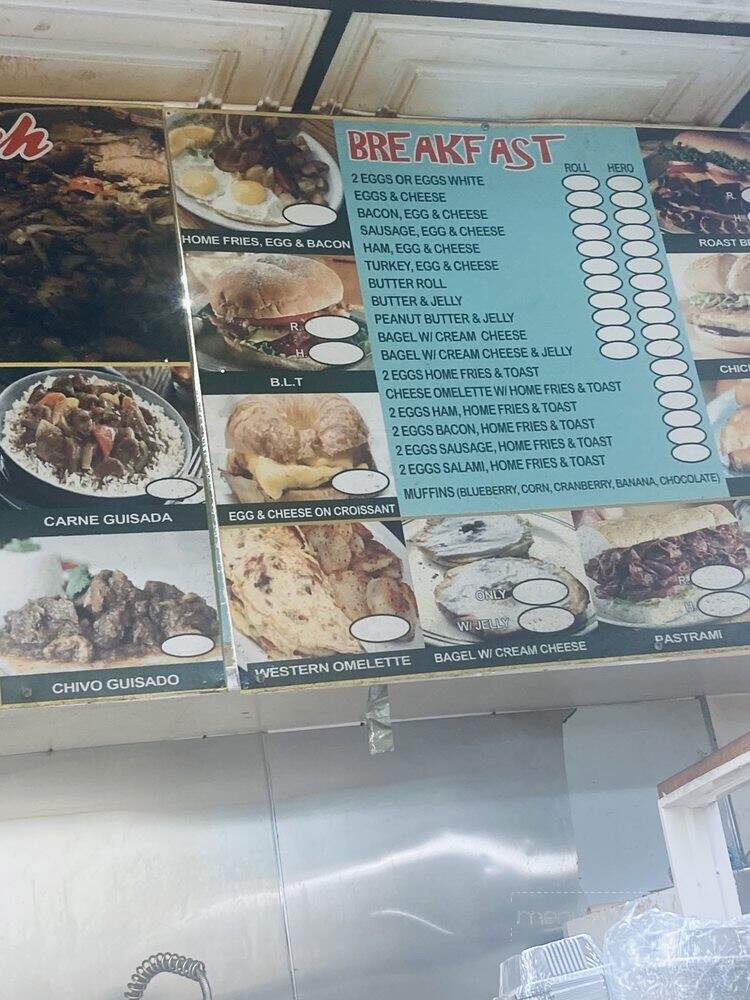 BREAKFAST
ROLL HERO
2 EGGS OR EGGS WHITE
EGGS & CHEESE
BACON, EGG & CHEESE
SAUSAGE, EGG & CHEESE
HAM, EGG & CHEESE
TURKEY, EGG & CHEESE
BUTTER ROLL
BUTTER & JELLY
PEANUT BUTTER & JELLY
BAGEL W/ CREAM CHEESE
BAGEL W/ CREAM CHEESE & JELLY
2 EGGS HOME FRIES & TOAST
CHEESE OMELETTE W/ HOME FRIES & TOAST
2 EGGS HAM, HOME FRIES & TOAST
2 EGGS BACON, HOME FRIES & TOAST
2 EGGS SAUSAGE, HOME FRIES & TOAST
2 EGGS SALAMI, HOME FRIES & TOAST
MUFFINS (BLUEBERRY, CORN, CRANBERRY, BANANA, CHOCOLATE)
HOME FRIES, EGG & BACON
R.
H.
B.L.T
EGG & CHEESE ON CROISSANT
WESTERN OMELETTE
ONLY
W/ JELLY
BAGEL W/ CREAM CHEESE
R.
H.
PASTRAMI
CARNE GUISADA
CHIVO GUISADO
R.
H.
ROAST BE
CHIC